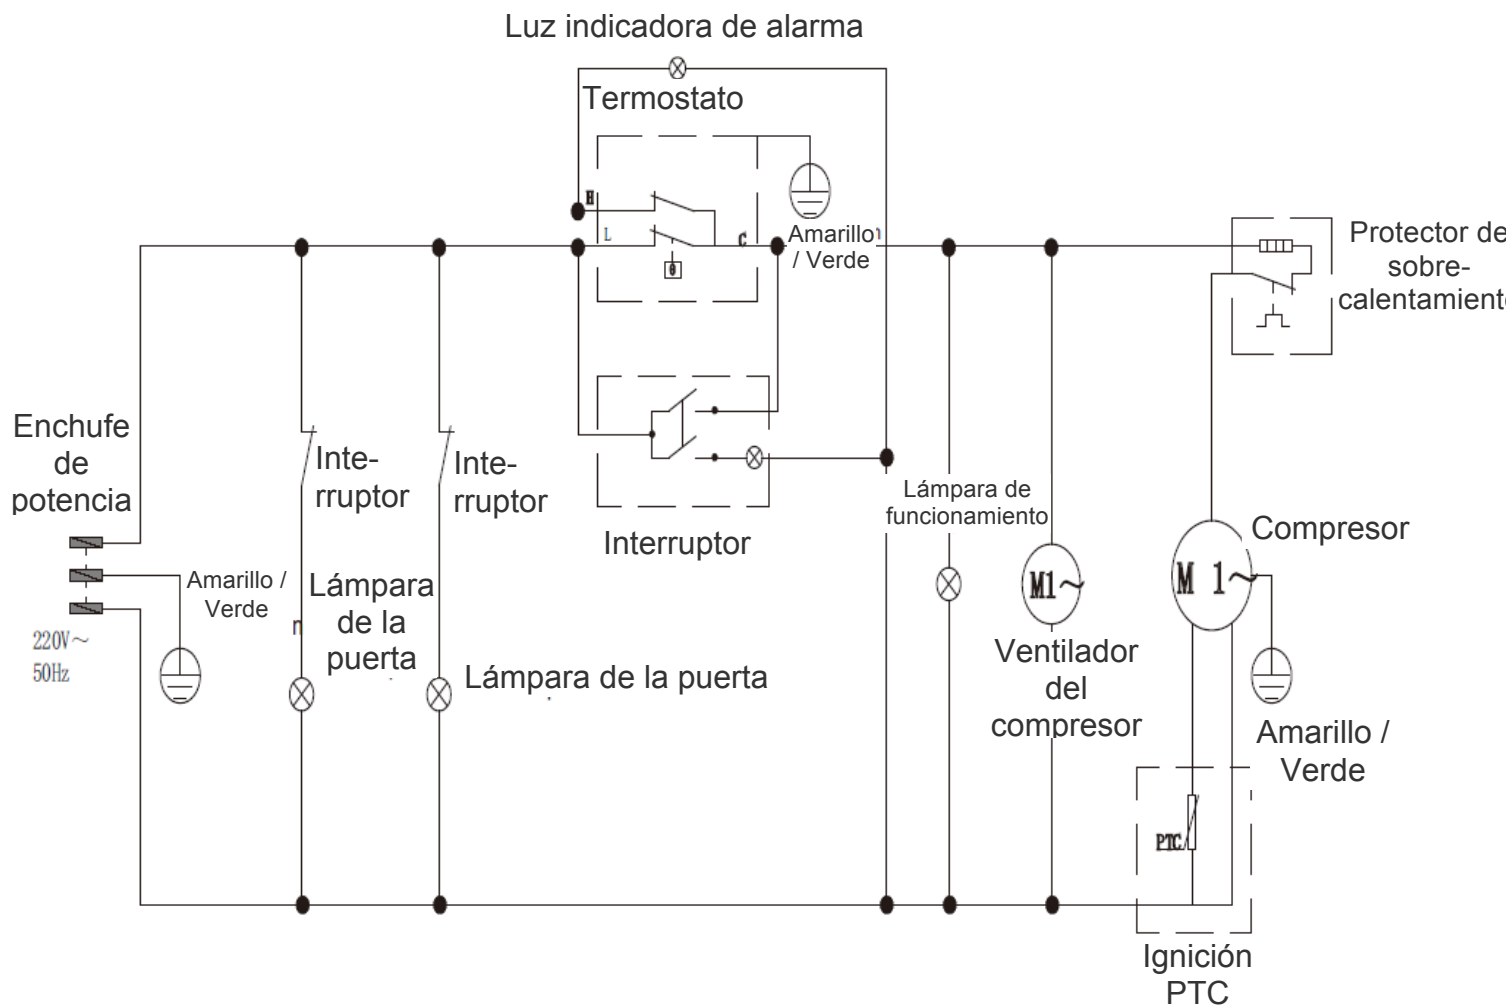 Luz indicadora de alarma
Termostato
H
L
C
θ
Amarillo
/ Verde
Protector de
sobre-
calentamiento
Enchufe
de
potencia
220V~
50Hz
Amarillo /
Verde
Inte-
rruptor
Inte-
rruptor
Interruptor
Lámpara
de la
puerta
Lámpara de la puerta
Lámpara de
funcionamiento
M1~
Ventilador
del
compresor
Compresor
M 1~
Amarillo /
Verde
PTC
Ignición
PTC